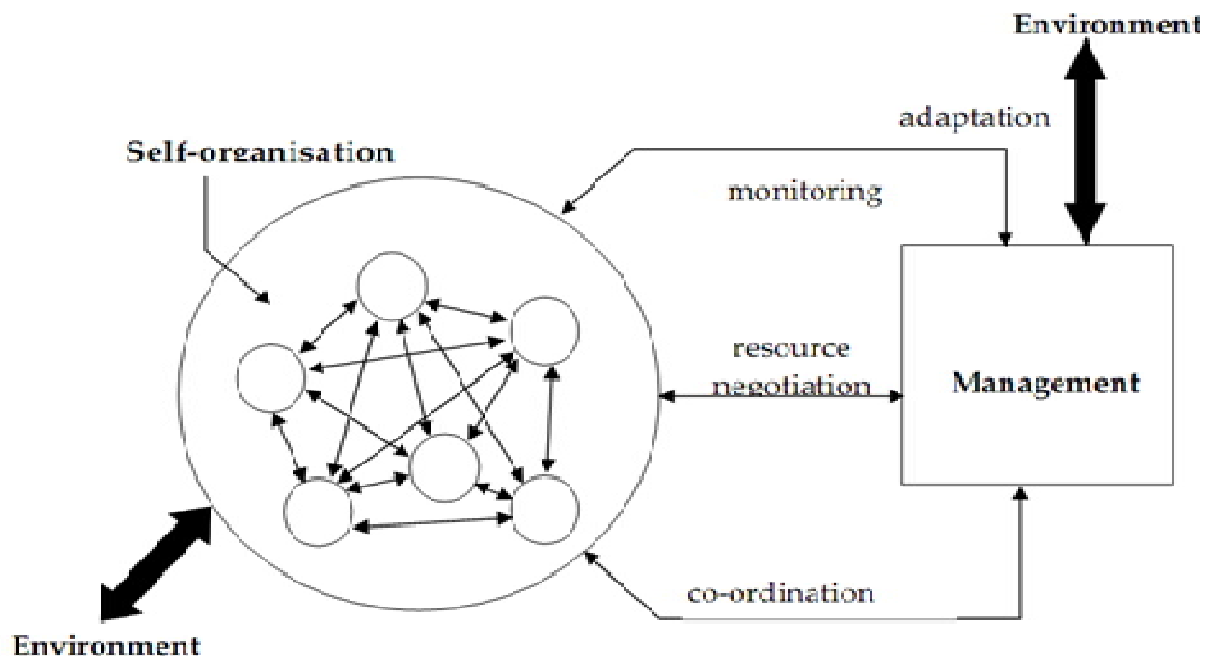 Environment
adaptation
Self-organisation
monitoring
rescurce
negotiation
Management
co-ordination
Environment